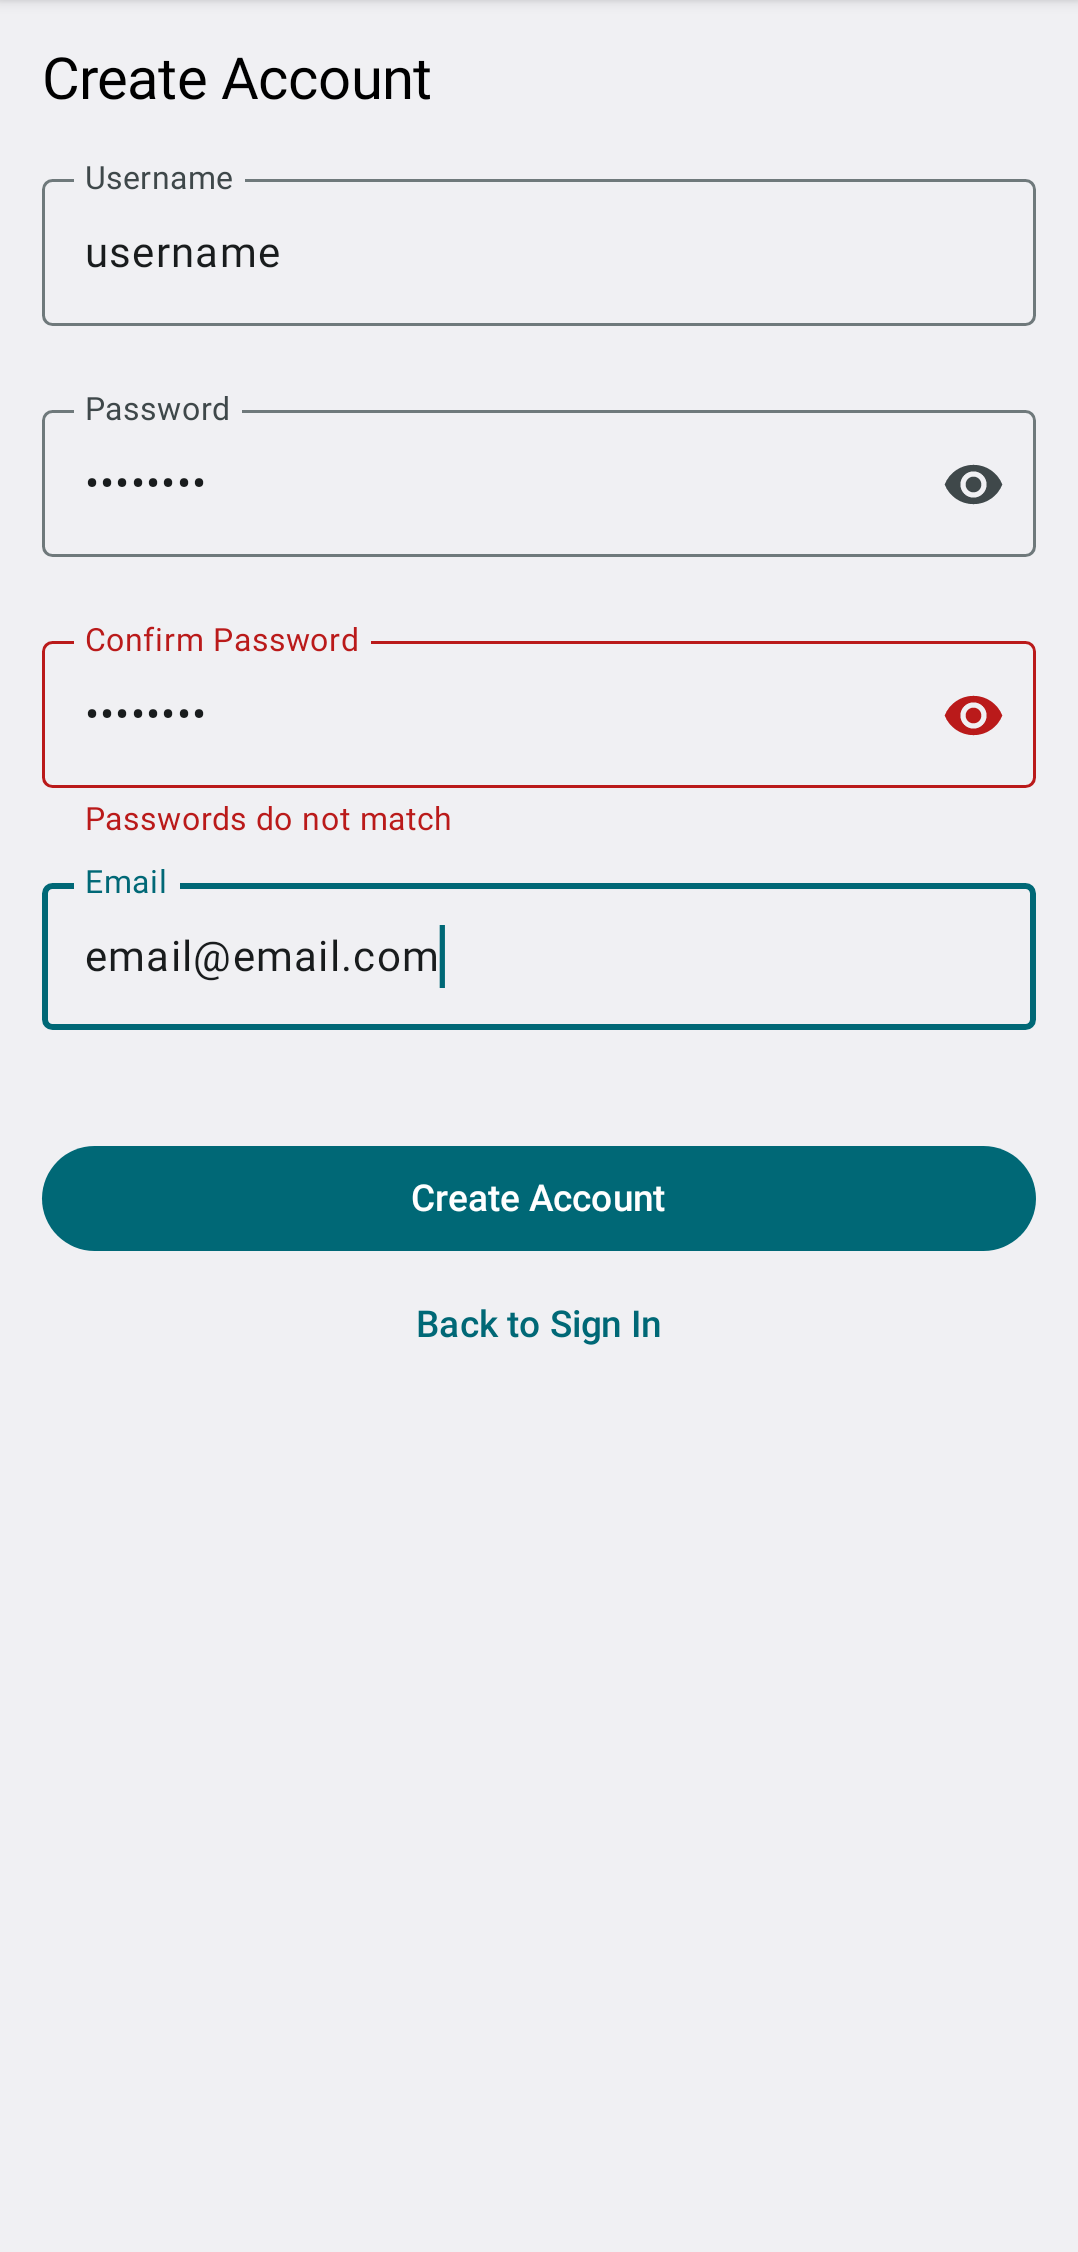 Create Account
Username
username
Password
••••••••
Confirm Password
••••••••
Passwords do not match
Email
email@email.com
Create Account
Back to Sign In